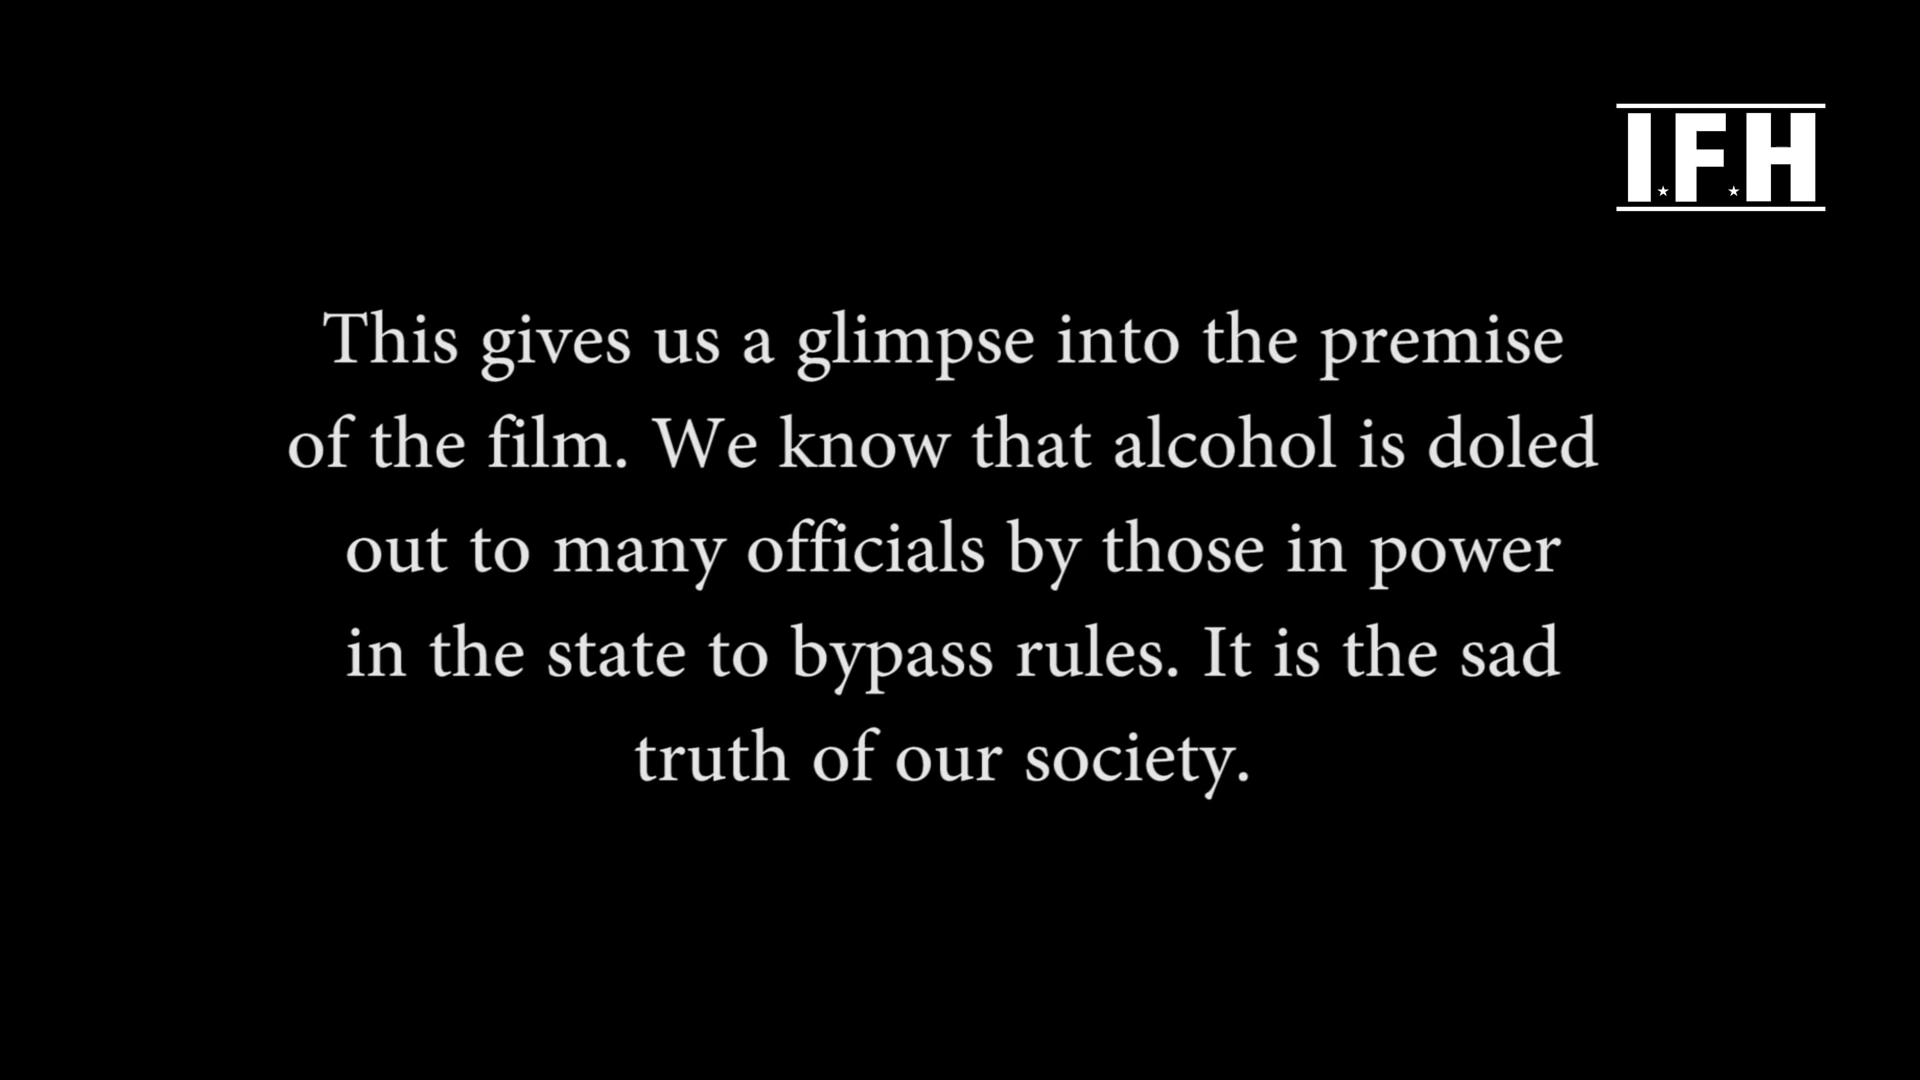 I.F.H
This gives us a glimpse into the premise
of the film. We know that alcohol is doled
out to many officials by those in power
in the state to bypass rules. It is the sad
truth of our society.